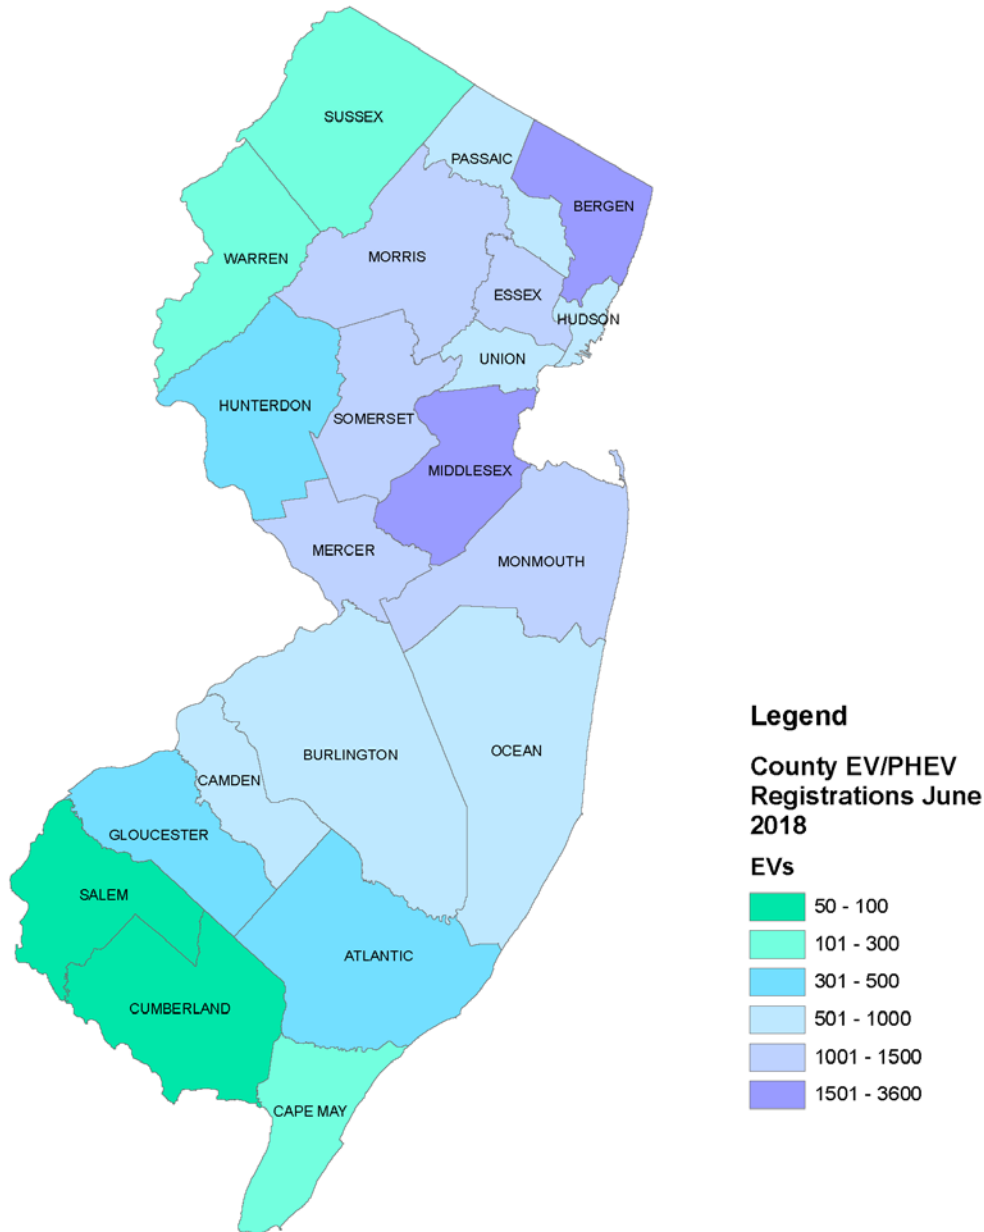 SUSSEX
PASSAIC
BERGEN
WARREN
MORRIS
ESSEX
HUDSON
UNION
HUNTERDON
SOMERSET
MIDDLESEX
MERCER
MONMOUTH
OCEAN
BURLINGTON
CAMDEN
GLOUCESTER
SALEM
ATLANTIC
CUMBERLAND
CAPE MAY
Legend
County EV/PHEV
Registrations June
2018
EVs
50 - 100
101 - 300
301 - 500
501 - 1000
1001 - 1500
1501 - 3600